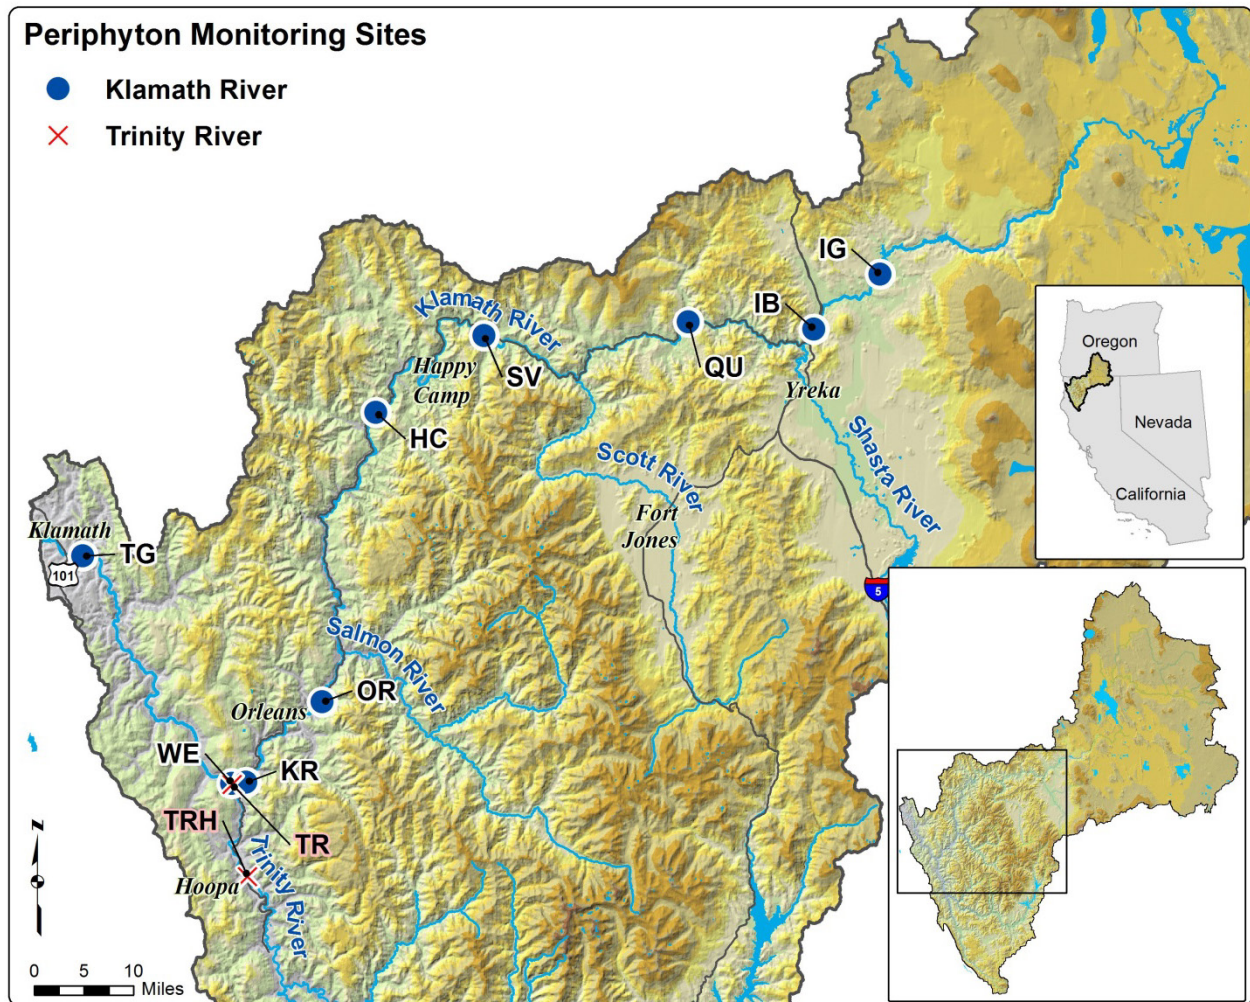 Periphyton Monitoring Sites
Klamath River
Trinity River
IG
IB
Klamath River
QU
SV
Happy
Camp
Yreka
HC
Oregon
Nevada
California
Shasta River
Scott River
Fort
Jones
Klamath
TG
101
5
Salmon River
OR
Orleans
WE
KR
TRH
TR
Trinity River
Hoopa
N
0 5 10
Miles